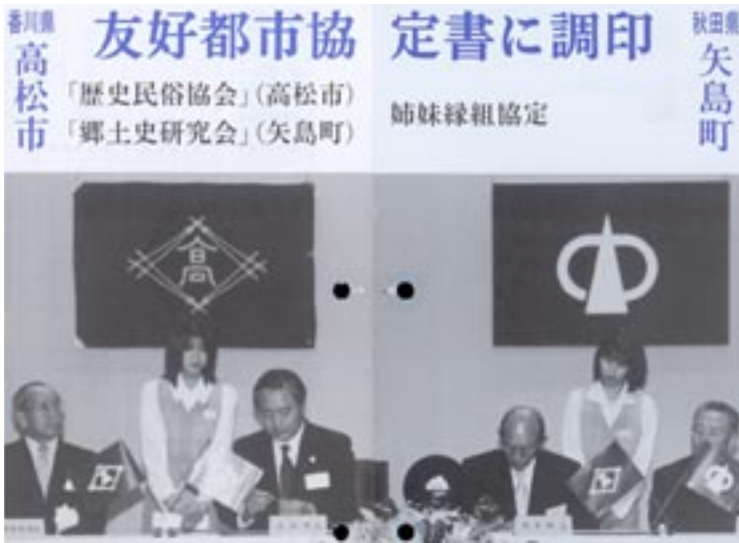 香川県
高松市
友好都市協定書に調印
秋田県
矢島町
「歴史民俗協会」(高松市)
「郷土史研究会」(矢島町)
姉妹縁組協定
高